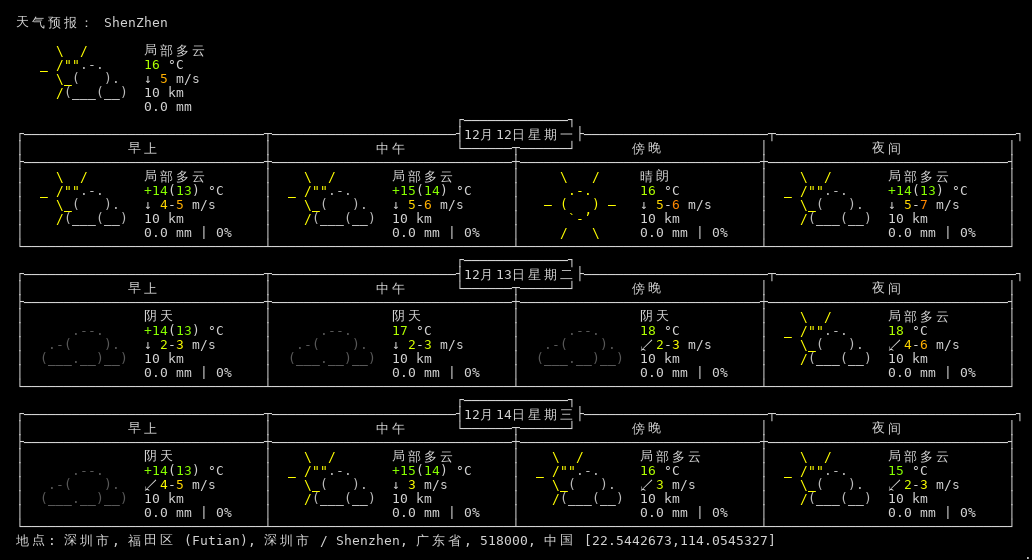 天气预报： ShenZhen
局部多云
16 °C
↓ 5 m/s
10 km
0.0 mm
12月12日星期一
早上 中午 傍晚 夜间
局部多云 局部多云 晴朗 局部多云
+14(13) °C +15(14) °C 16 °C +14(13) °C
↓ 4-5 m/s ↓ 5-6 m/s ↓ 5-6 m/s ↓ 5-7 m/s
10 km 10 km 10 km 10 km
0.0 mm | 0% 0.0 mm | 0% 0.0 mm | 0% 0.0 mm | 0%
12月13日星期二
早上 中午 傍晚 夜间
阴天 阴天 阴天 局部多云
+14(13) °C 17 °C 18 °C 18 °C
↓ 2-3 m/s ↓ 2-3 m/s ↙ 2-3 m/s ↙ 4-6 m/s
10 km 10 km 10 km 10 km
0.0 mm | 0% 0.0 mm | 0% 0.0 mm | 0% 0.0 mm | 0%
12月14日星期三
早上 中午 傍晚 夜间
阴天 局部多云 局部多云 局部多云
+14(13) °C +15(14) °C 16 °C 15 °C
↙ 4-5 m/s ↓ 3 m/s ↙ 3 m/s ↙ 2-3 m/s
10 km 10 km 10 km 10 km
0.0 mm | 0% 0.0 mm | 0% 0.0 mm | 0% 0.0 mm | 0%
地点: 深圳市, 福田区 (Futian), 深圳市 / Shenzhen, 广东省, 518000, 中国 [22.5442673,114.0545327]